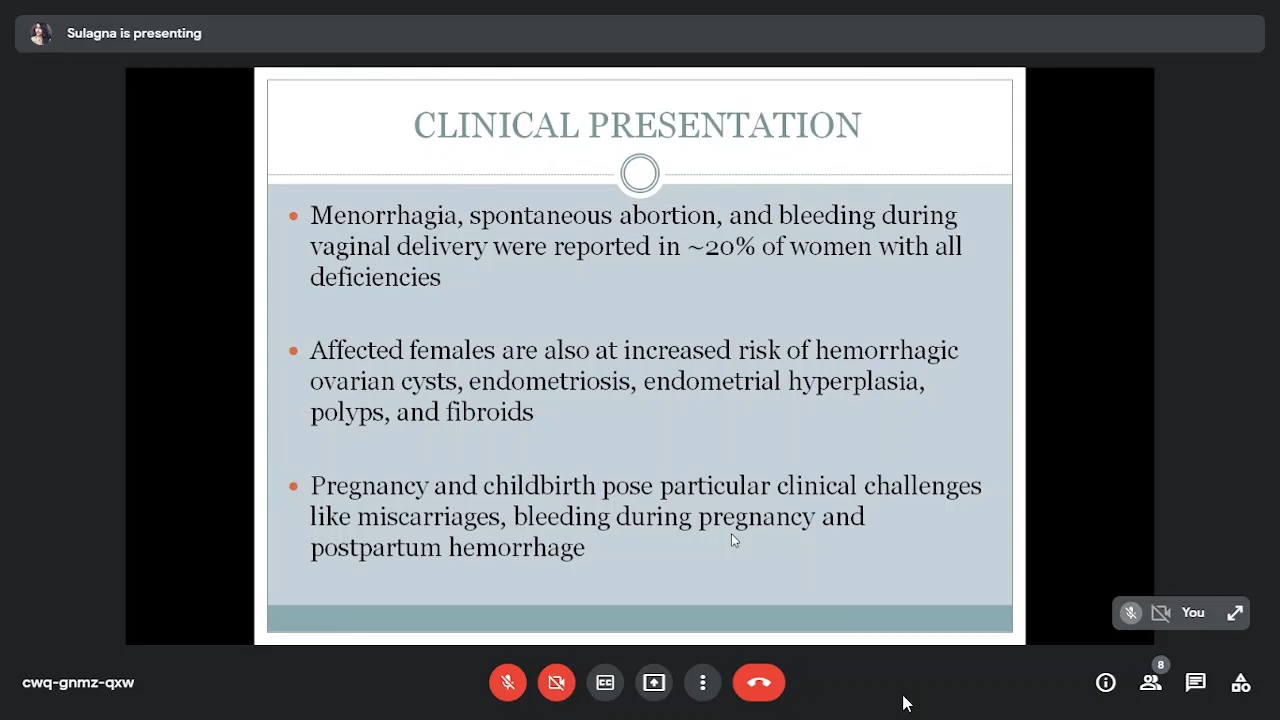 Sulagna is presenting
CLINICAL PRESENTATION
• Menorrhagia, spontaneous abortion, and bleeding during
vaginal delivery were reported in ~20% of women with all
deficiencies
• Affected females are also at increased risk of hemorrhagic
ovarian cysts, endometriosis, endometrial hyperplasia,
polyps, and fibroids
• Pregnancy and childbirth pose particular clinical challenges
like miscarriages, bleeding during pregnancy and
postpartum hemorrhage
You
8
cwq-gnmz-qxw
CC